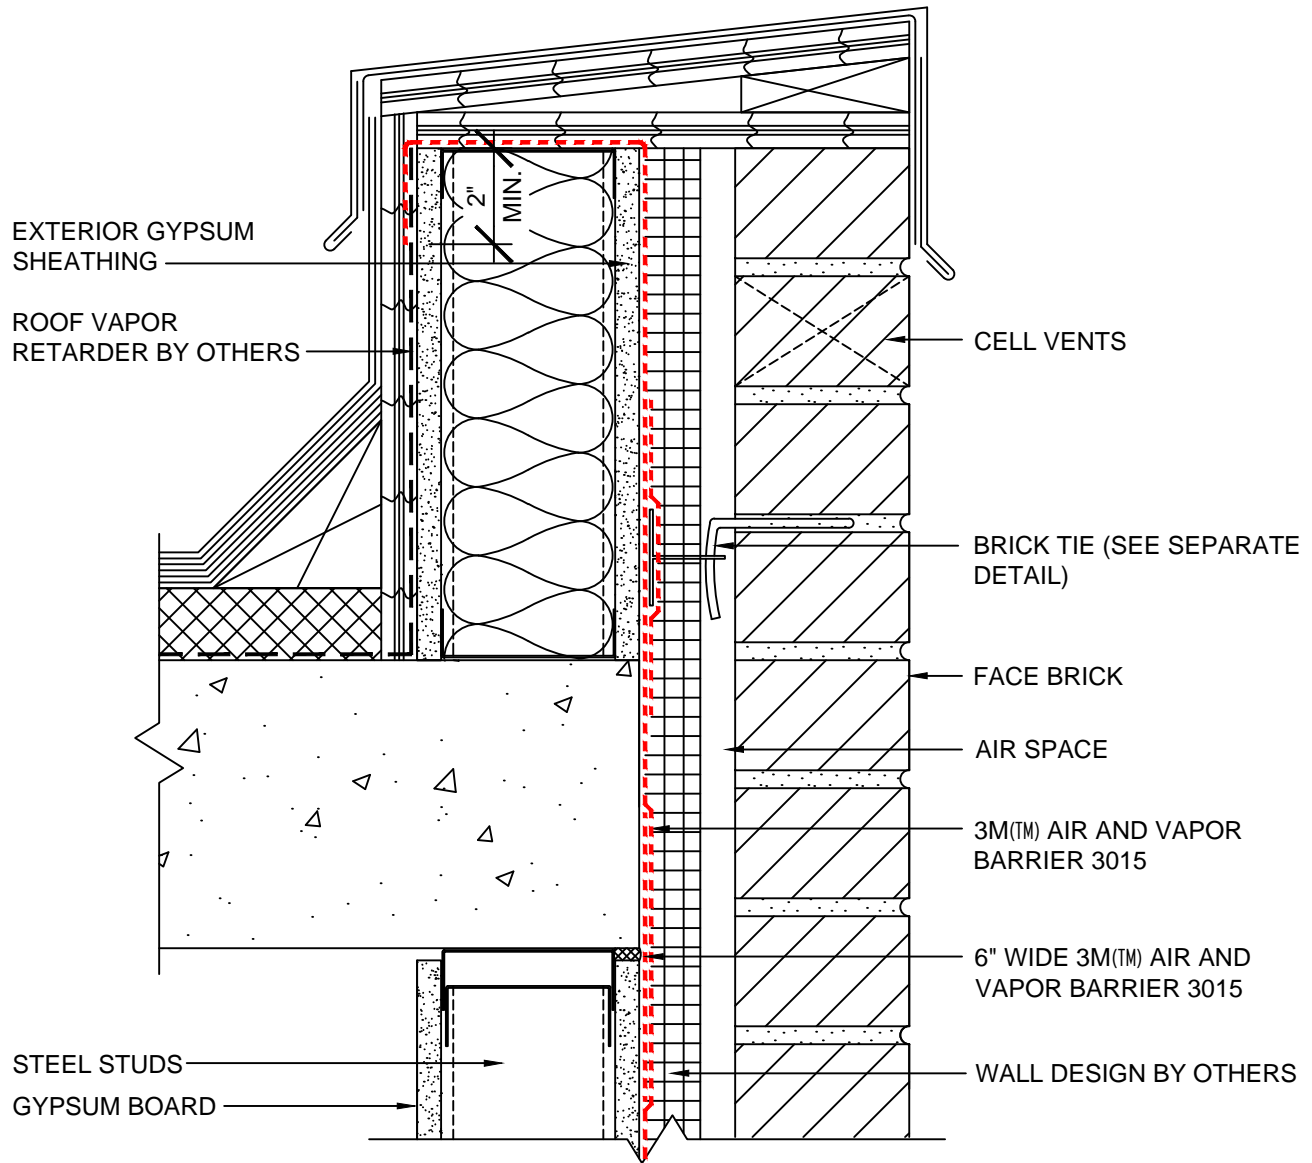 2"
MIN.
EXTERIOR GYPSUM
SHEATHING
ROOF VAPOR
RETARDER BY OTHERS
CELL VENTS
BRICK TIE (SEE SEPARATE
DETAIL)
FACE BRICK
AIR SPACE
3M(TM) AIR AND VAPOR
BARRIER 3015
6" WIDE 3M(TM) AIR AND
VAPOR BARRIER 3015
STEEL STUDS
WALL DESIGN BY OTHERS
GYPSUM BOARD